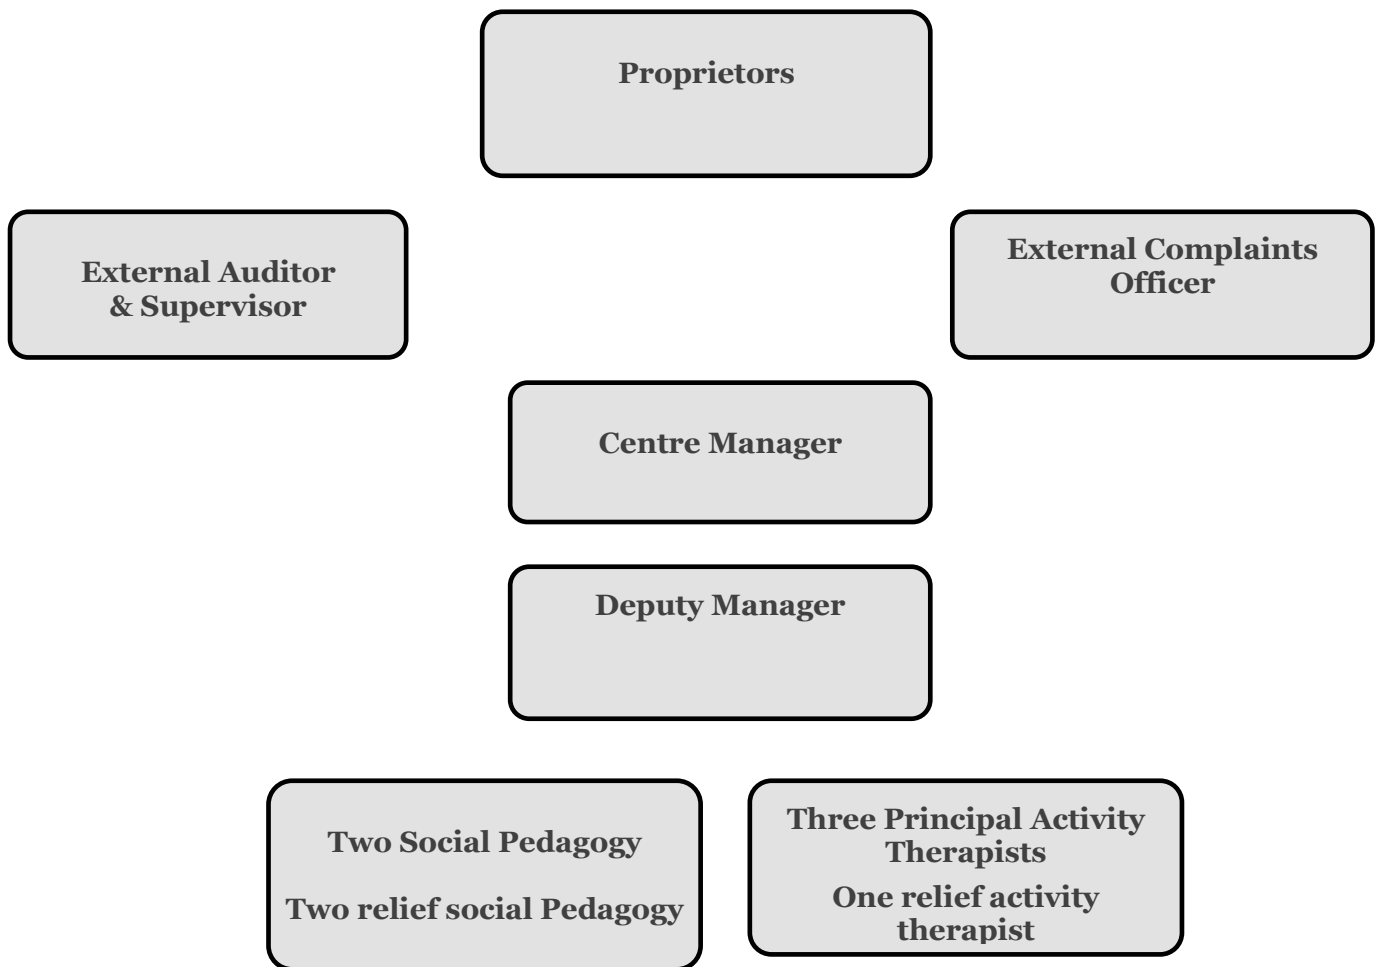 Proprietors
External Auditor
& Supervisor
External Complaints
Officer
Centre Manager
Deputy Manager
Two Social Pedagogy
Two relief social Pedagogy
Three Principal Activity
Therapists
One relief activity
therapist